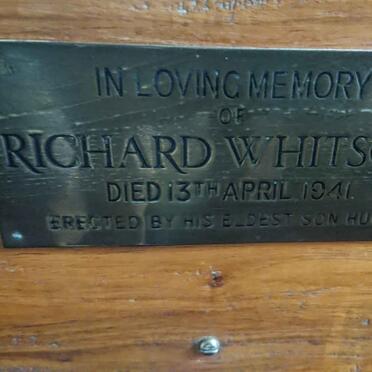 IN LOVING MEMORY
OF
RICHARD WHITS
DIED 13TH APRIL 1941.
ERECTED BY HIS ELDEST SON HU